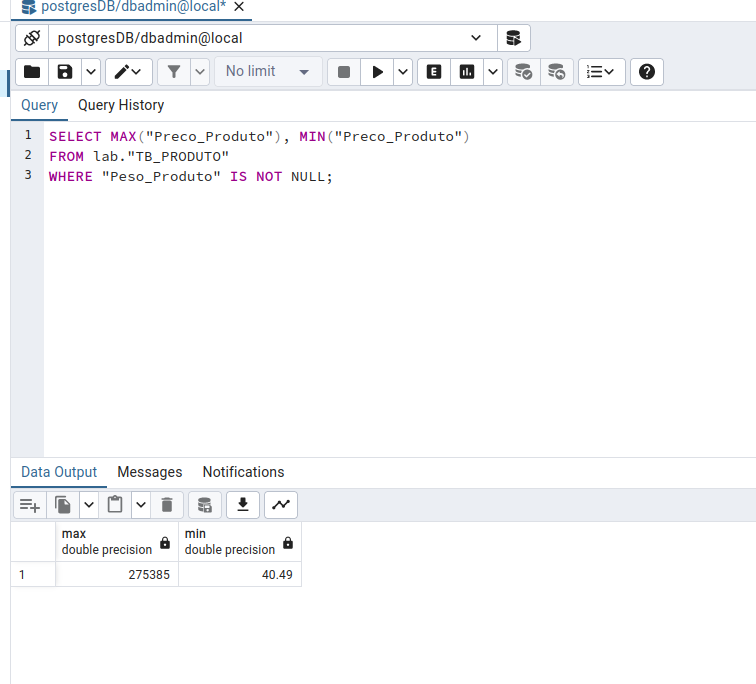 postgresDB/dbadmin@local*
postgresDB/dbadmin@local
No limit
E
Query Query History
1 SELECT MAX("Preco_Produto"), MIN("Preco_Produto")
2 FROM lab."TB_PRODUTO"
3 WHERE "Peso_Produto" IS NOT NULL;
Data Output Messages Notifications
max min
double precision double precision
1 275385 40.49